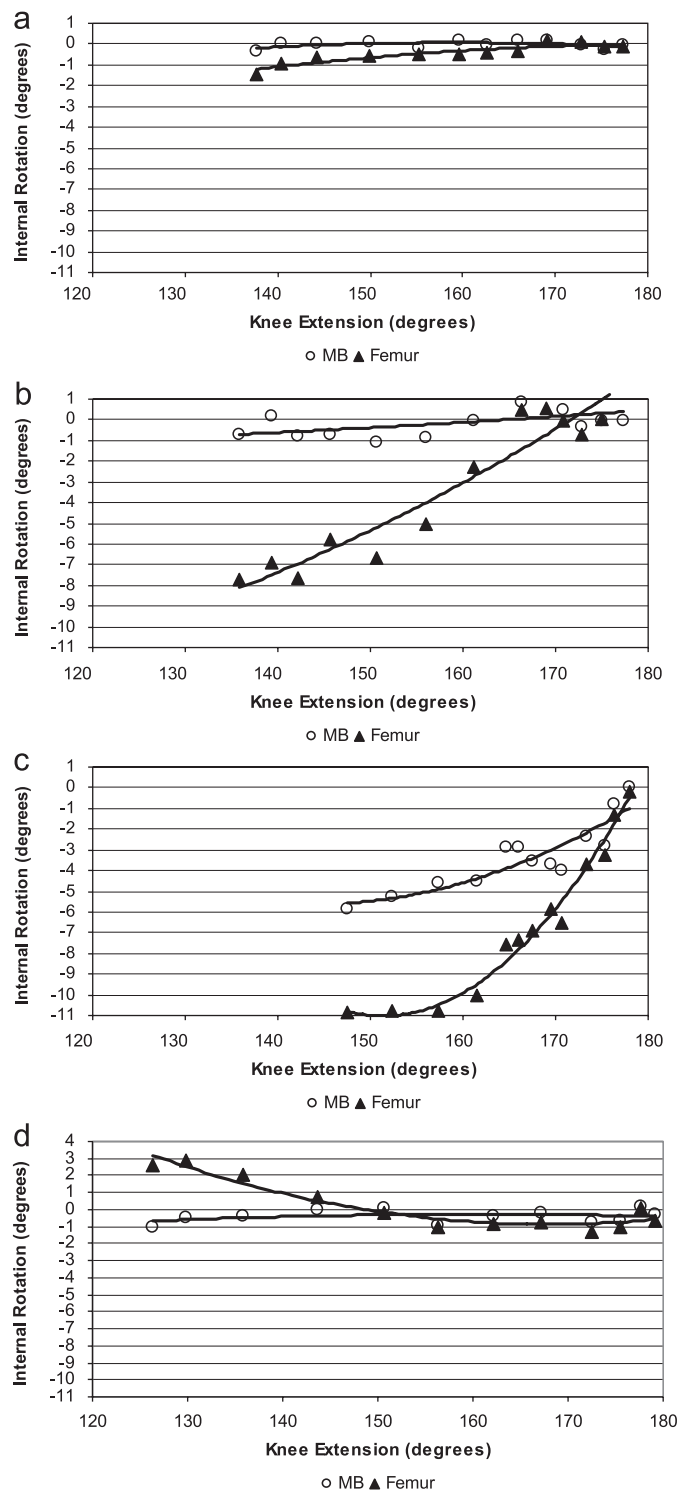 a
Internal Rotation (degrees)
1
0
-1
-2
-3
-4
-5
-6
-7
-8
-9
-10
-11
120 130 140 150 160 170 180
Knee Extension (degrees)
MB Femur
b
Internal Rotation (degrees)
1
0
-1
-2
-3
-4
-5
-6
-7
-8
-9
-10
-11
120 130 140 150 160 170 180
Knee Extension (degrees)
MB Femur
c
Internal Rotation (degrees)
1
0
-1
-2
-3
-4
-5
-6
-7
-8
-9
-10
-11
120 130 140 150 160 170 180
Knee Extension (degrees)
MB Femur
d
Internal Rotation (degrees)
4
3
2
1
0
-1
-2
-3
-4
-5
-6
-7
-8
-9
-10
-11
120 130 140 150 160 170 180
Knee Extension (degrees)
MB Femur